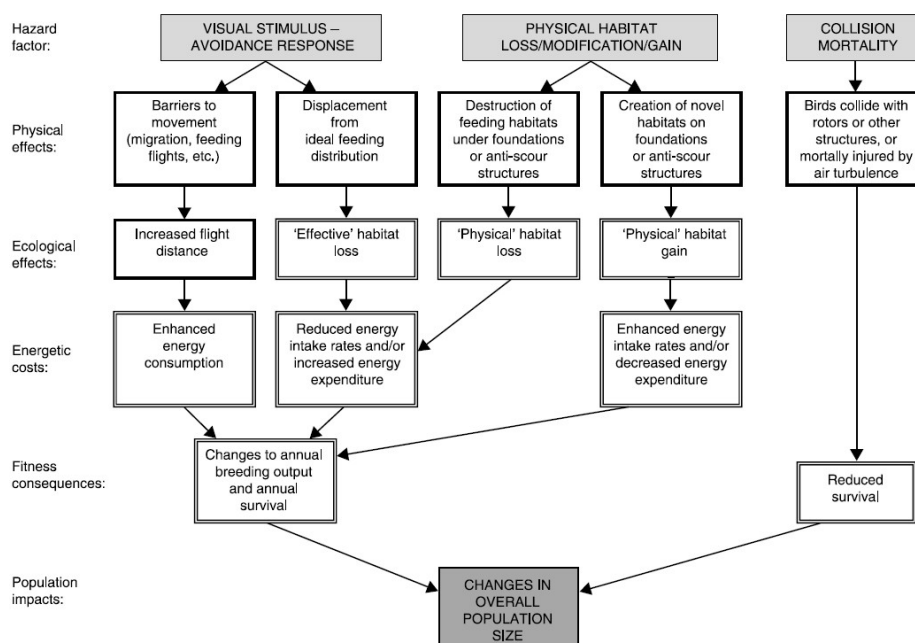 Hazard
factor:
VISUAL STIMULUS –
AVOIDANCE RESPONSE
PHYSICAL HABITAT
LOSS/MODIFICATION/GAIN
COLLISION
MORTALITY
Physical
effects:
Barriers to
movement
(migration, feeding
flights, etc.)
Displacement
from
ideal feeding
distribution
Destruction of
feeding habitats
under foundations
or anti-scour
structures
Creation of novel
habitats on
foundations
or anti-scour
structures
Birds collide with
rotors or other
structures, or
mortally injured by
air turbulence
Ecological
effects:
Increased flight
distance
‘Effective’ habitat
loss
‘Physical’ habitat
loss
‘Physical’ habitat
gain
Energetic
costs:
Enhanced
energy
consumption
Reduced energy
intake rates and/or
increased energy
expenditure
Enhanced energy
intake rates and/or
decreased energy
expenditure
Fitness
consequences:
Changes to annual
breeding output
and annual
survival
Reduced
survival
Population
impacts:
CHANGES IN
OVERALL
POPULATION
SIZE